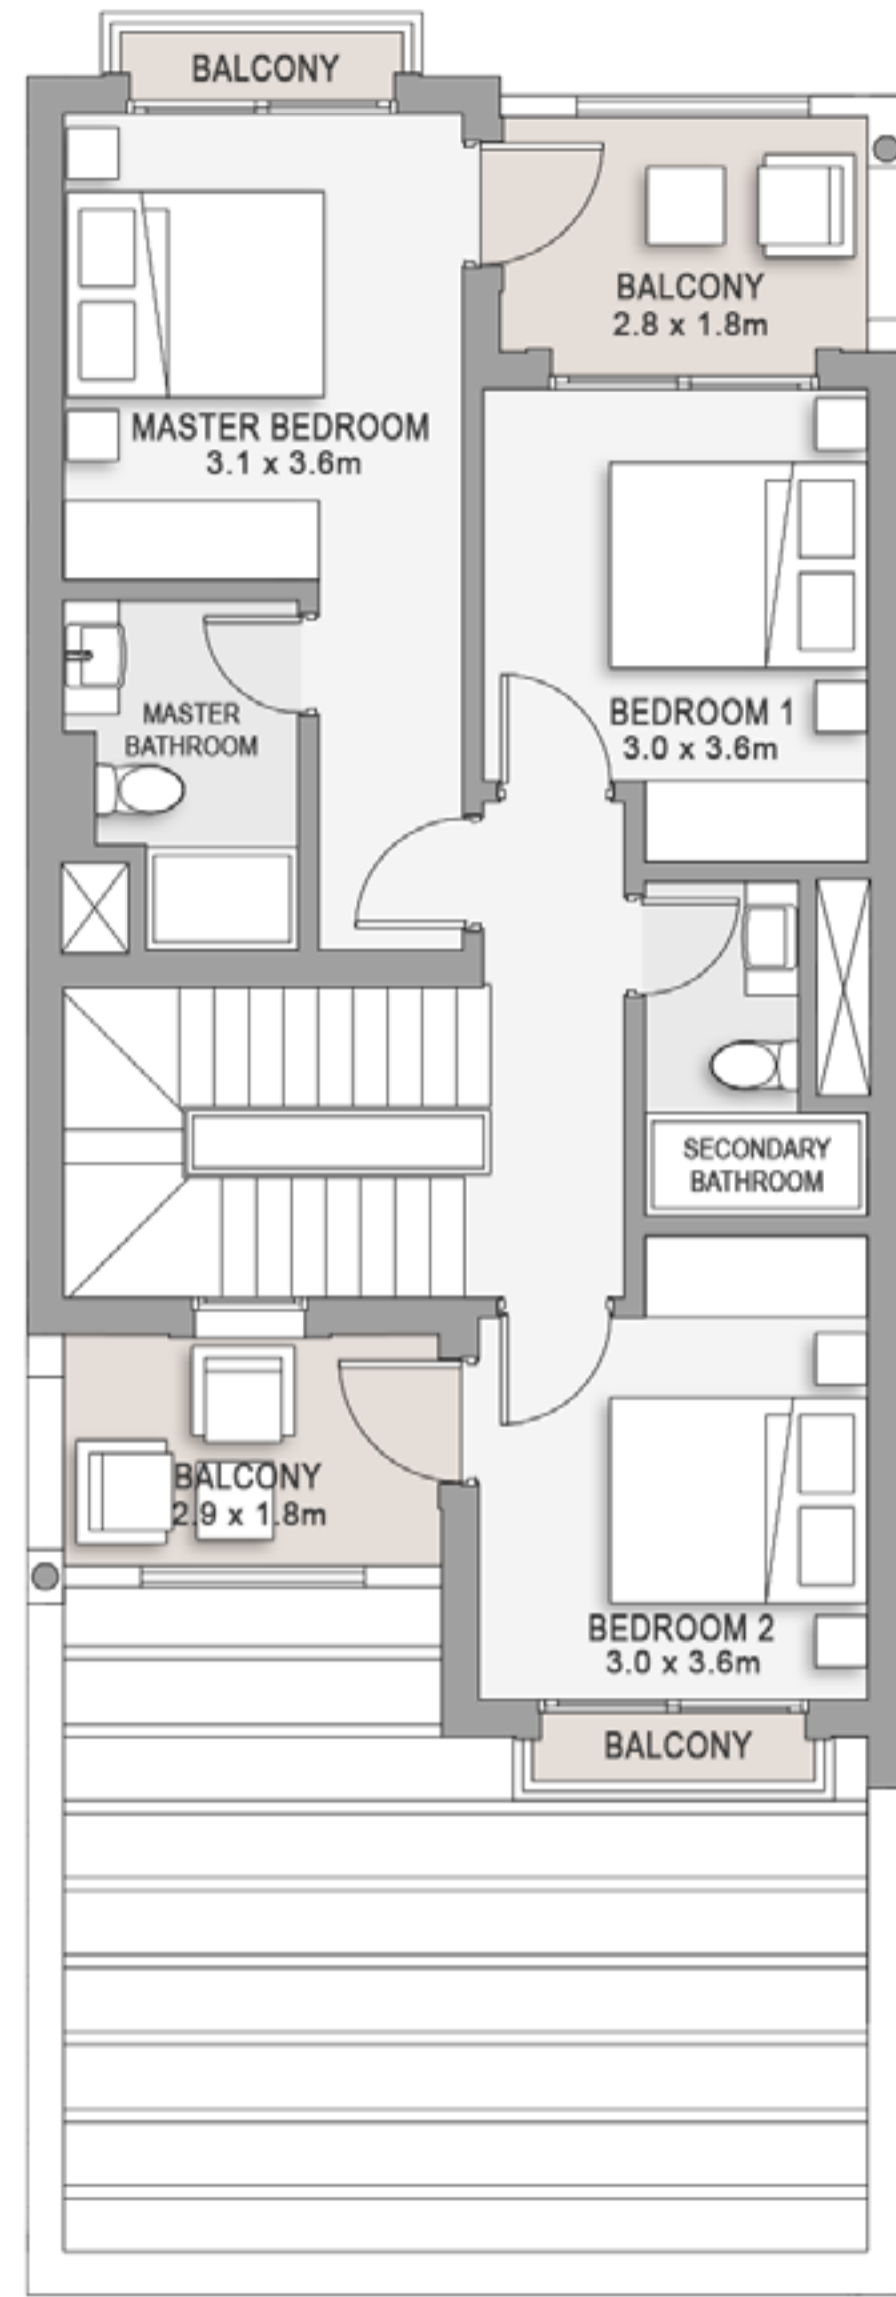 BALCONY
BALCONY
2.8 x 1.8m
MASTER BEDROOM
3.1 x 3.6m
BEDROOM 1
3.0 x 3.6m
MASTER
BATHROOM
SECONDARY
BATHROOM
BALCONY
2.9 x 1.8m
BEDROOM 2
3.0 x 3.6m
BALCONY